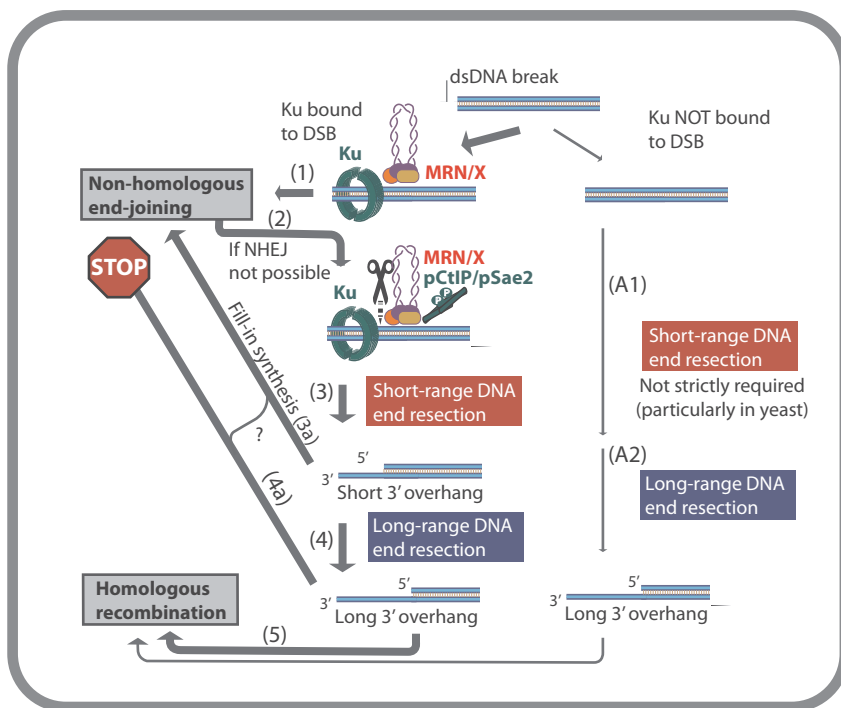 dsDNA break
Ku bound
to DSB
Ku NOT bound
to DSB
Ku
MRN/X
(1)
Non-homologous
end-joining
(2)
If NHEJ
not possible
STOP
MRN/X
pCtIP/pSae2
P
P
Ku
(A1)
Fill-in synthesis (3a)
Short-range DNA
end resection
Not strictly required
(particularly in yeast)
(3)
Short-range DNA
end resection
?
(4a)
5’
3’
Short 3’ overhang
(A2)
Long-range DNA
end resection
(4)
Long-range DNA
end resection
Homologous
recombination
5’
3’
Long 3’ overhang
5’
3’
Long 3’ overhang
(5)